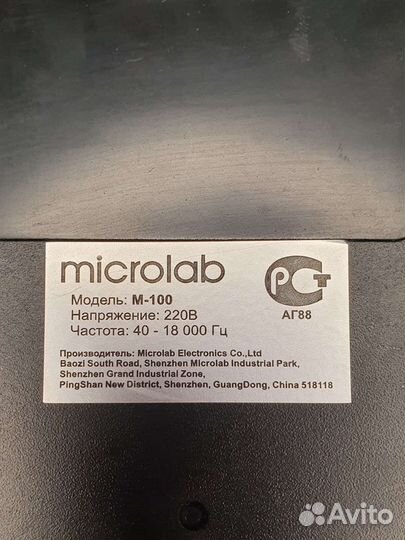 microlab
Модель: М-100
Напряжение: 220В
Частота: 40 - 18 000 Гц
РСТ
АГ88
Производитель: Microlab Electronics Co.,Ltd
Baozi South Road, Shenzhen Microlab Industrial Park,
Shenzhen Grand Industrial Zone,
PingShan New District, Shenzhen, GuangDong, China 518118
Avito